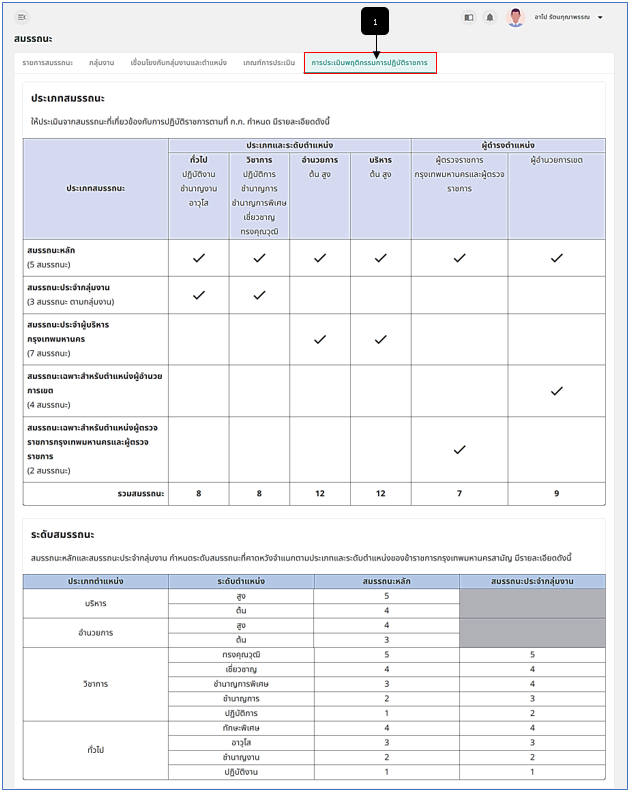 1
อาโป รัตนกุณาพรรณ
สมรรถนะ
รายการสมรรถนะ กลุ่มงาน เชื่อมโยงกับกลุ่มงานและตำแหน่ง เกณฑ์การประเมิน การประเมินพฤติกรรมการปฏิบัติราชการ
ประเภทสมรรถนะ
ให้ประเมินจากสมรรถนะที่เกี่ยวข้องกับการปฏิบัติราชการตามที่ ก.ก. กำหนด มีรายละเอียดดังนี้
ประเภทสมรรถนะ
ประเภทและระดับตำแหน่ง ผู้ดำรงตำแหน่ง
ทั่วไป
ปฏิบัติงาน
ชำนาญงาน
อาวุโส
วิชาการ
ปฏิบัติการ
ชำนาญการ
ชำนาญการพิเศษ
เชี่ยวชาญ
ทรงคุณวุฒิ
อำนวยการ
ต้น สูง
บริหาร
ต้น สูง
ผู้ตรวจราชการ
กรุงเทพมหานครและผู้ตรวจ
ราชการ
ผู้อำนวยการเขต
สมรรถนะหลัก
(5 สมรรถนะ) ✓ ✓ ✓ ✓ ✓ ✓
สมรรถนะประจำกลุ่มงาน
(3 สมรรถนะ ตามกลุ่มงาน) ✓ ✓
สมรรถนะประจำผู้บริหาร
กรุงเทพมหานคร
(7 สมรรถนะ) ✓ ✓
สมรรถนะเฉพาะสำหรับตำแหน่งผู้อำนวย
การเขต
(4 สมรรถนะ) ✓
สมรรถนะเฉพาะสำหรับตำแหน่งผู้ตรวจ
ราชการกรุงเทพมหานครและผู้ตรวจ
ราชการ
(2 สมรรถนะ) ✓
รวมสมรรถนะ 8 8 12 12 7 9
ระดับสมรรถนะ
สมรรถนะหลักและสมรรถนะประจำกลุ่มงาน กำหนดระดับสมรรถนะที่คาดหวังจำแนกตามประเภทและระดับตำแหน่งของข้าราชการกรุงเทพมหานครสามัญ มีรายละเอียดดังนี้
ประเภทตำแหน่ง ระดับตำแหน่ง สมรรถนะหลัก สมรรถนะประจำกลุ่มงาน
บริหาร
สูง 5
ต้น 4
อำนวยการ
สูง 4
ต้น 3
วิชาการ
ทรงคุณวุฒิ 5 5
เชี่ยวชาญ 4 4
ชำนาญการพิเศษ 3 4
ชำนาญการ 2 3
ปฏิบัติการ 1 2
ทั่วไป
ทักษะพิเศษ 4 4
อาวุโส 3 3
ชำนาญงาน 2 2
ปฏิบัติงาน 1 1